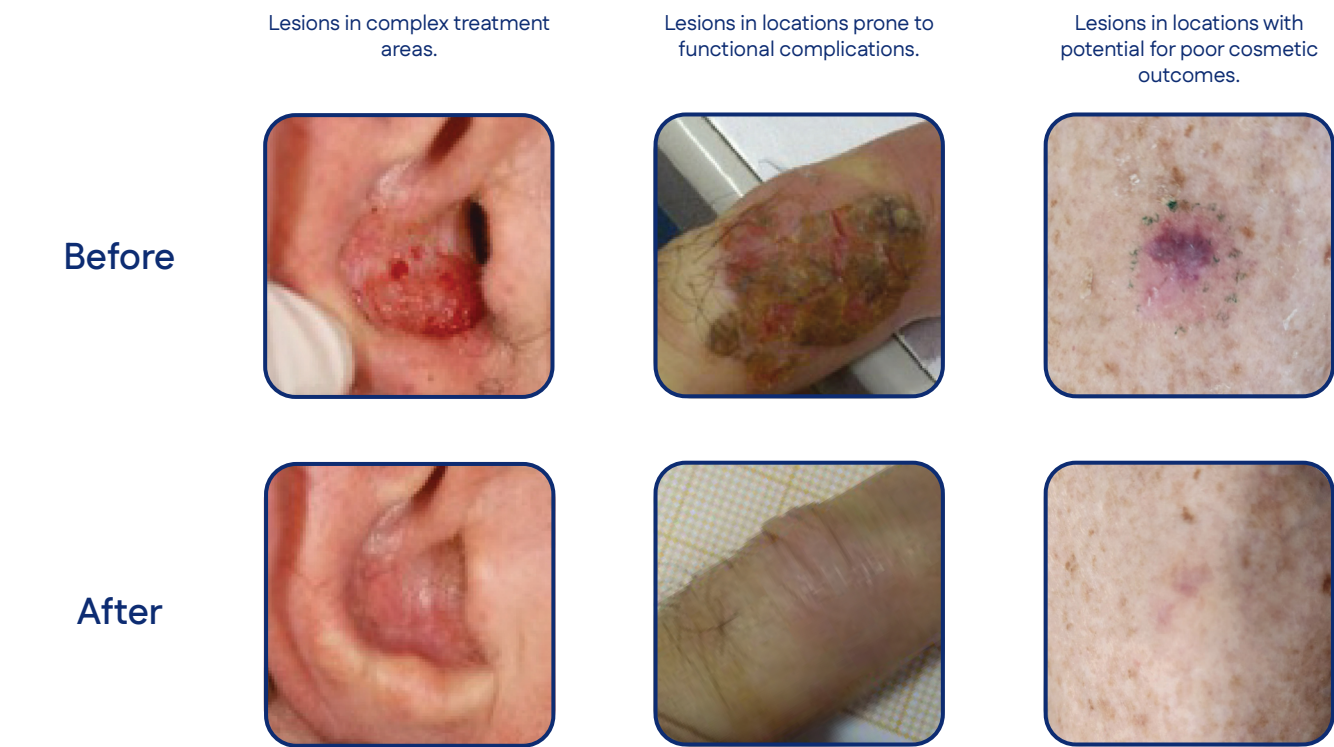 Lesions in complex treatment
areas.
Lesions in locations prone to
functional complications.
Lesions in locations with
potential for poor cosmetic
outcomes.
Before
After